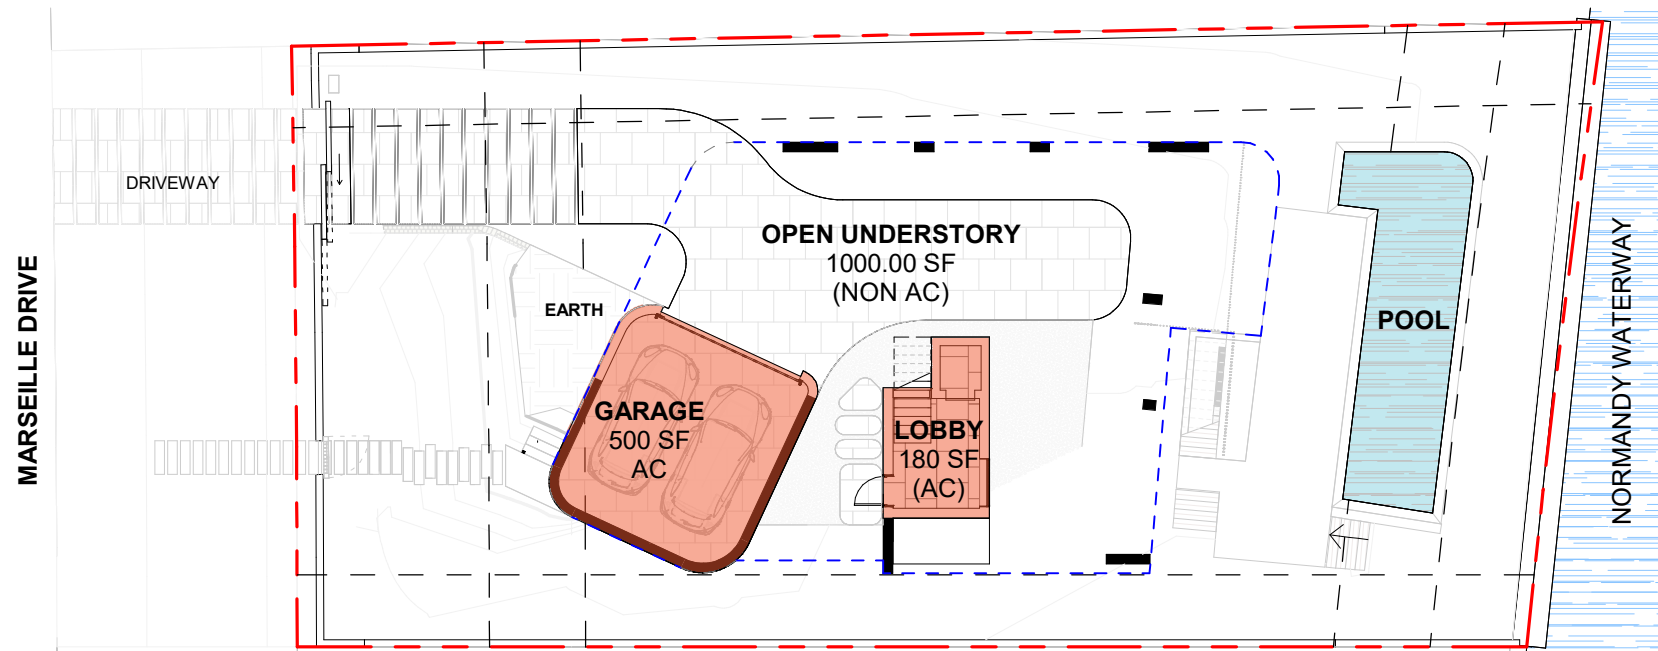 MARSEILLE DRIVE
DRIVEWAY
EARTH
OPEN UNDERSTORY
1000.00 SF
(NON AC)
GARAGE
500 SF
AC
LOBBY
180 SF
(AC)
POOL
NORMANDY WATERWAY